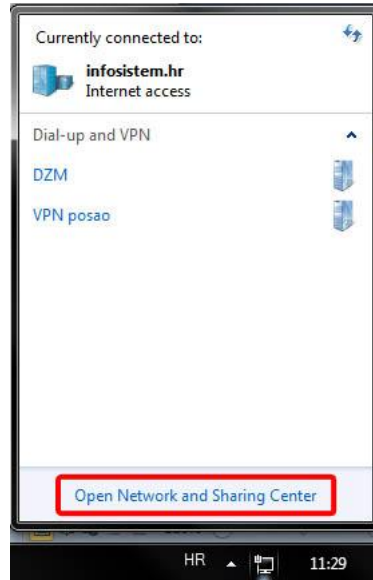 Currently connected to:
infosistem.hr
Internet access
Dial-up and VPN
DZM
VPN posao
Open Network and Sharing Center
HR
11:29